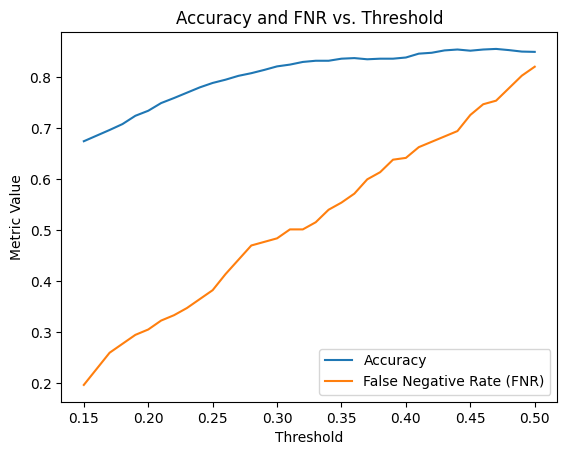 Accuracy and FNR vs. Threshold
Metric Value
0.8
0.7
0.6
0.5
0.4
0.3
0.2
Accuracy
False Negative Rate (FNR)
0.15 0.20 0.25 0.30 0.35 0.40 0.45 0.50
Threshold